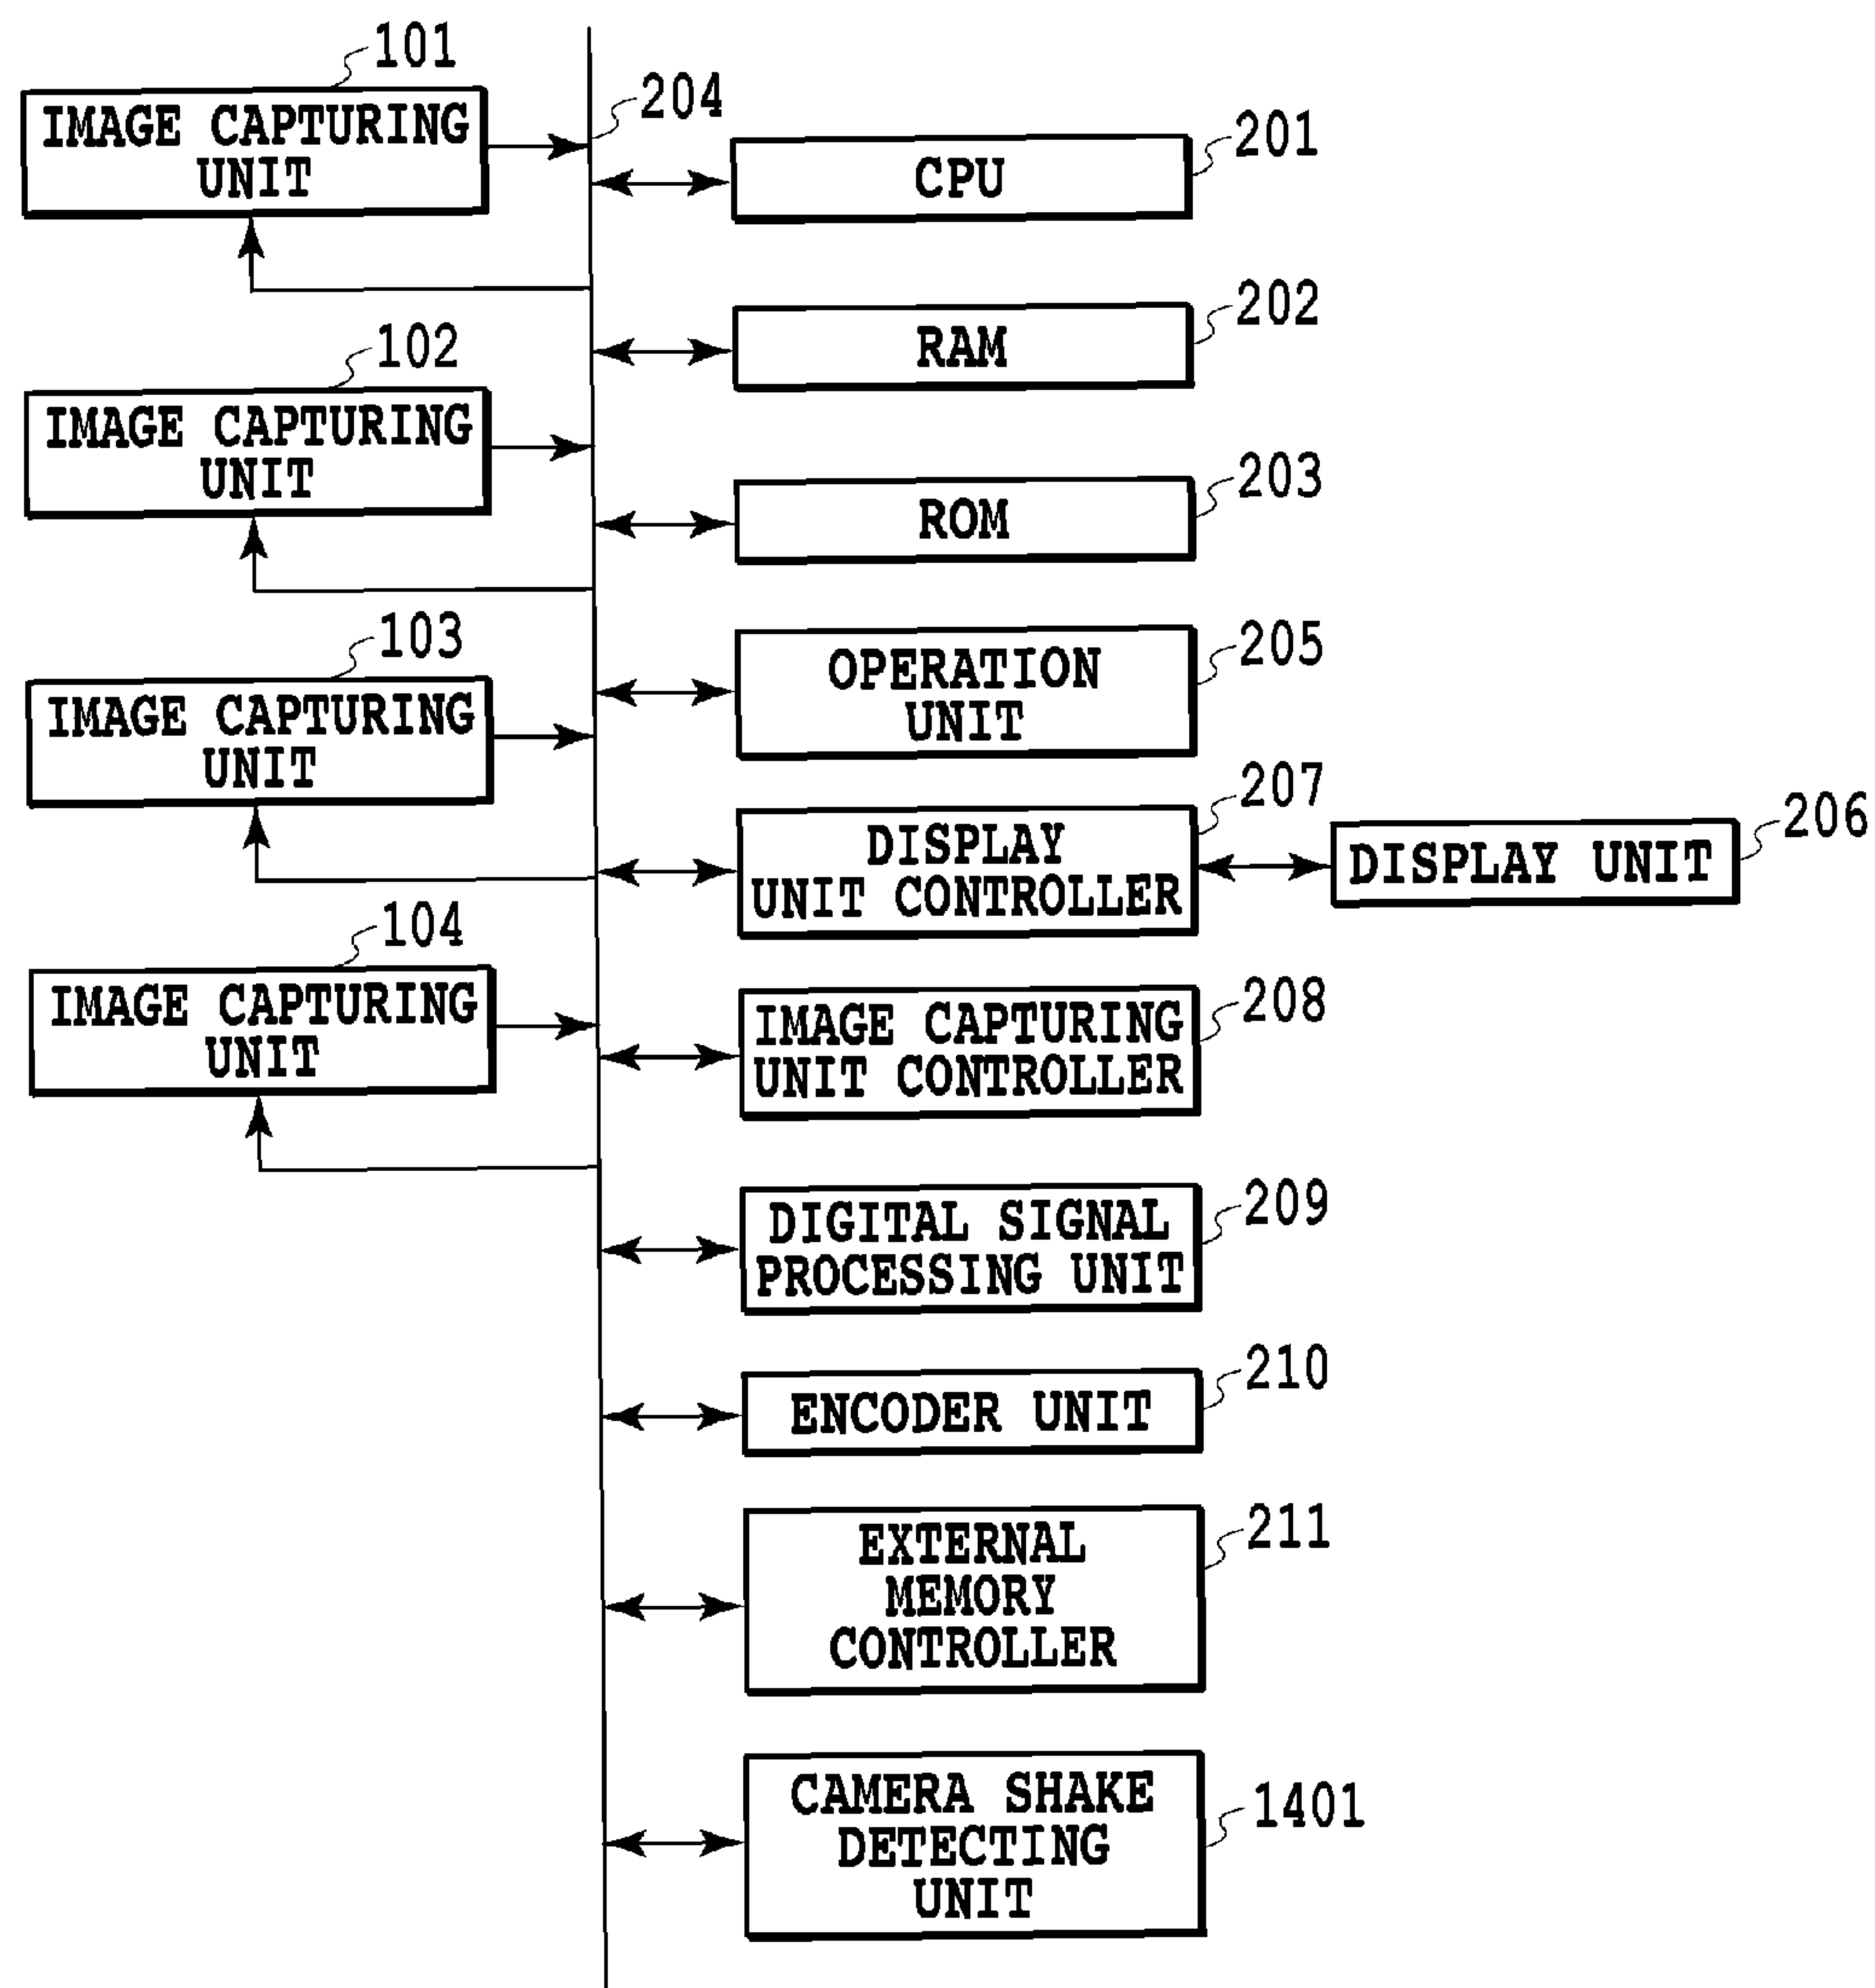 101
IMAGE CAPTURING
UNIT
204
CPU
201
RAM
202
102
IMAGE CAPTURING
UNIT
ROM
203
103
IMAGE CAPTURING
UNIT
OPERATION
UNIT
205
DISPLAY
UNIT CONTROLLER
207
DISPLAY UNIT
206
104
IMAGE CAPTURING
UNIT
IMAGE CAPTURING
UNIT CONTROLLER
208
DIGITAL SIGNAL
PROCESSING UNIT
209
ENCODER UNIT
210
EXTERNAL
MEMORY
CONTROLLER
211
CAMERA SHAKE
DETECTING
UNIT
1401